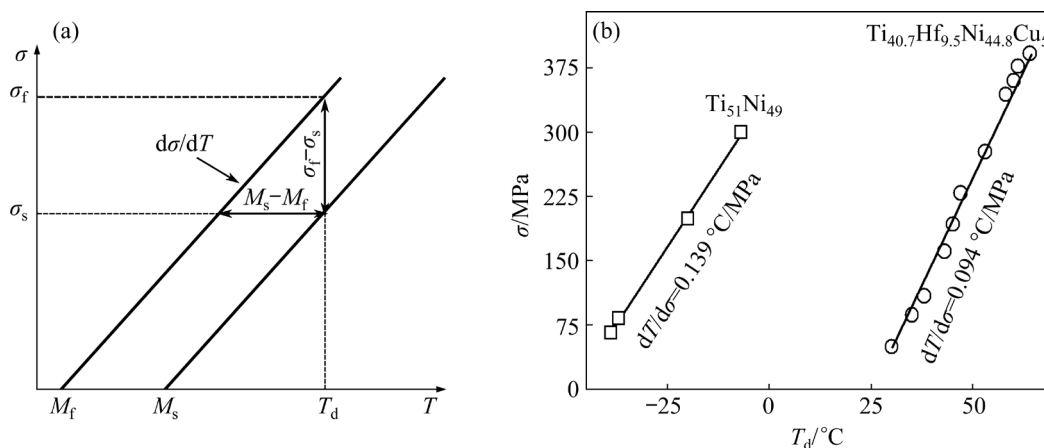 (a)
σ
σf
dσ/dT
σf−σs
Ms−Mf
σs
Mf
Ms
Td
T
(b)
Ti40.7Hf9.5Ni44.8Cu5
375
Ti51Ni49
300
σ/MPa
225
dT/dσ=0.139 °C/MPa
dT/dσ=0.094 °C/MPa
150
75
0
−25
0
25
50
Td/°C